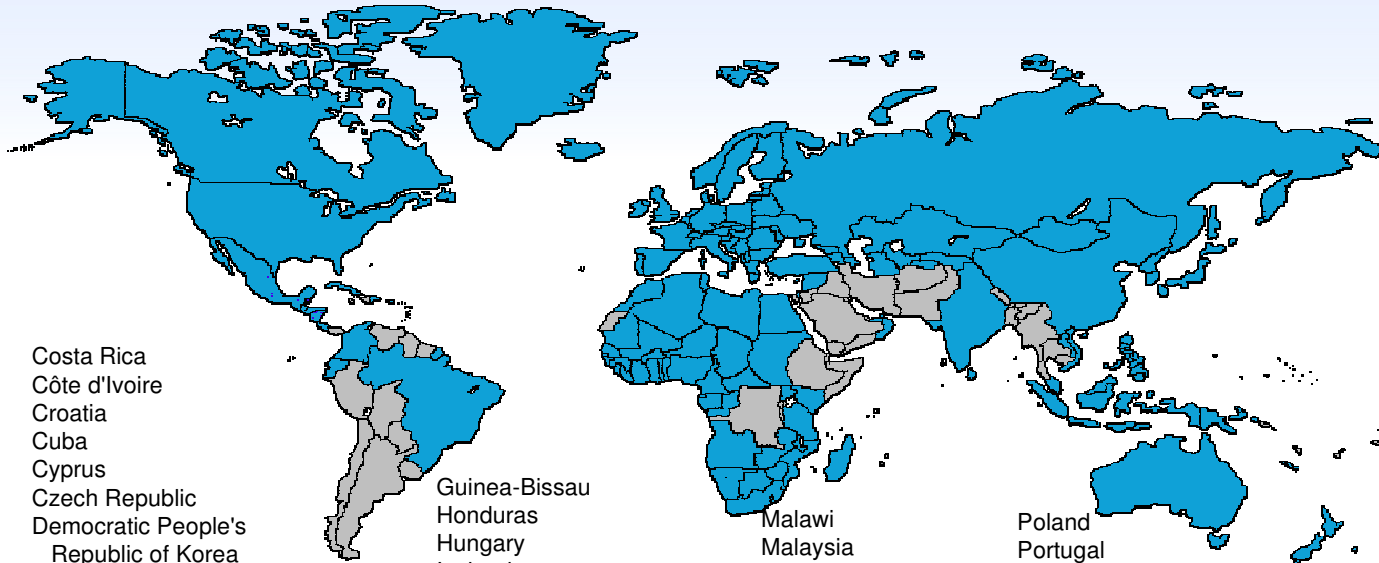 Costa Rica
Côte d'Ivoire
Croatia
Cuba
Cyprus
Czech Republic
Democratic People's
Republic of Korea
Guinea-Bissau
Honduras
Hungary
Malawi
Malaysia
Poland
Portugal